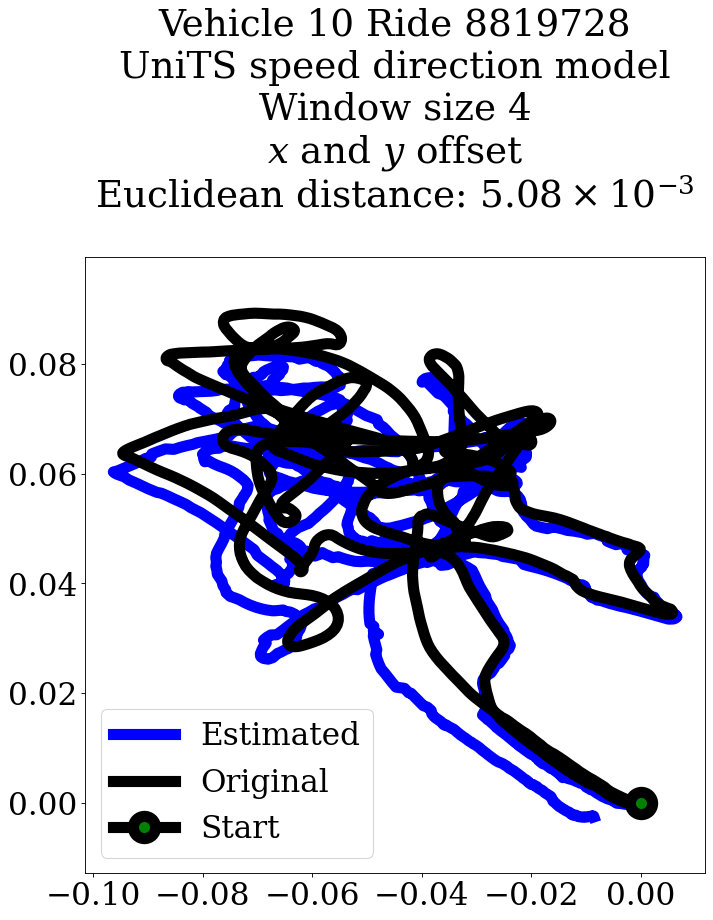 Vehicle 10 Ride 8819728
UniTS speed direction model
Window size 4
x and y offset
Euclidean distance: 5.08 × 10⁻³
0.08
0.06
0.04
0.02
0.00
Estimated
Original
Start
−0.10 −0.08 −0.06 −0.04 −0.02 0.00